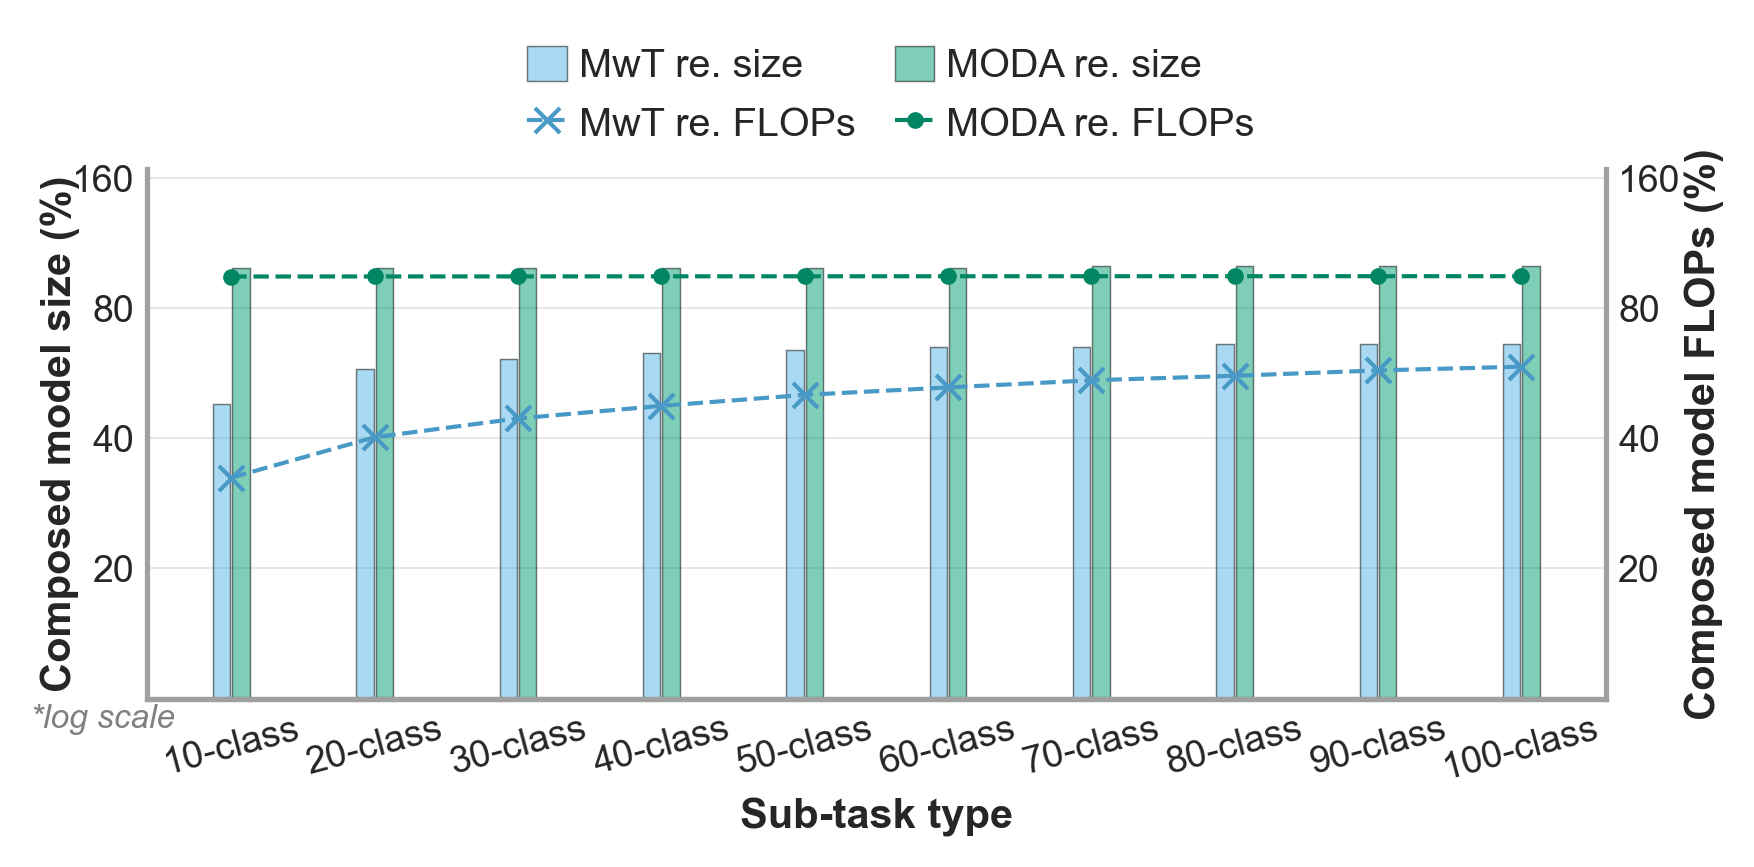 MwT re. size
MODA re. size
MwT re. FLOPs
MODA re. FLOPs
Composed model size (%)
160
80
40
20
160
80
40
20
Composed model FLOPs (%)
*log scale
10-class
20-class
30-class
40-class
50-class
60-class
70-class
80-class
90-class
100-class
Sub-task type